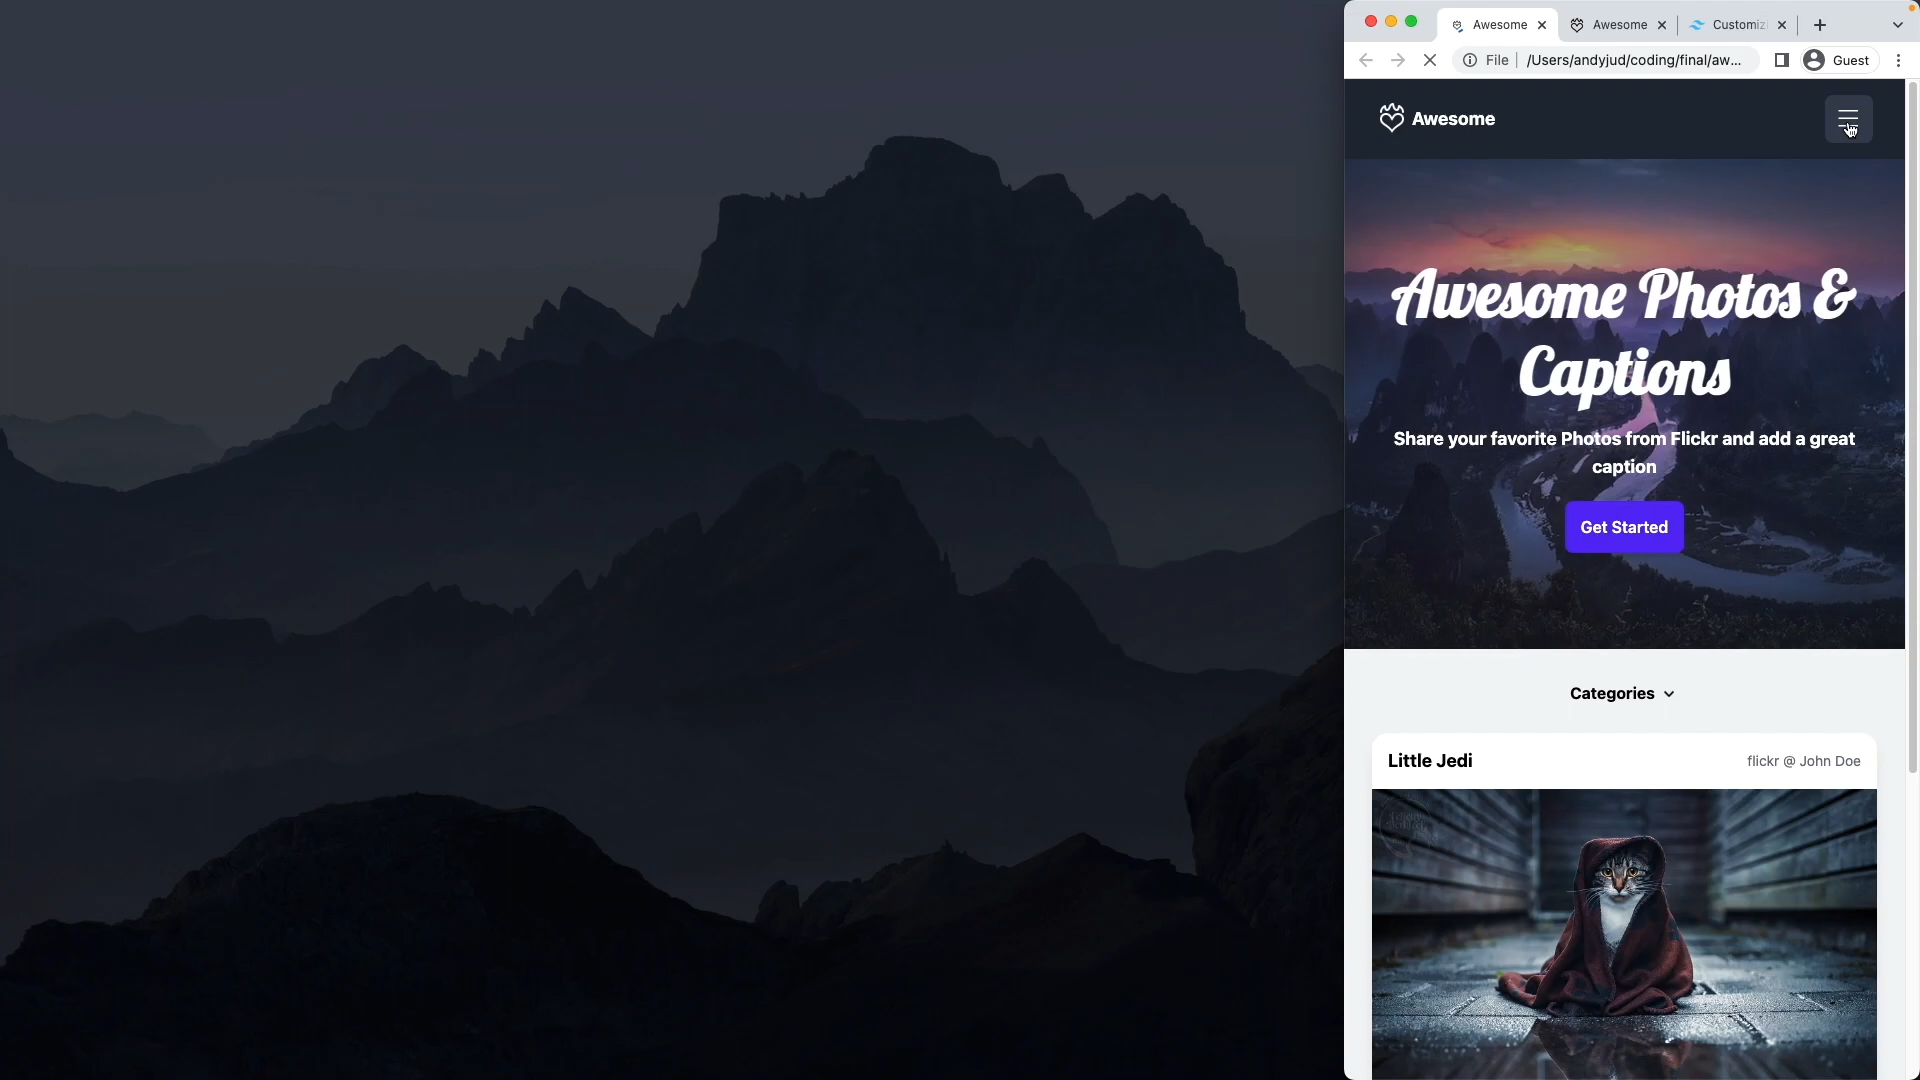 Awesome
Awesome
Customiz
File
/Users/andyjud/coding/final/aw...
Guest
Awesome
Awesome Photos &
Captions
Share your favorite Photos from Flickr and add a great
caption
Get Started
Categories
Little Jedi
flickr @ John Doe